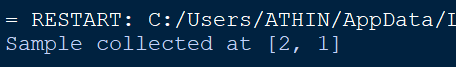 = RESTART: C:/Users/ATHIN/AppData/L
Sample collected at [2, 1]